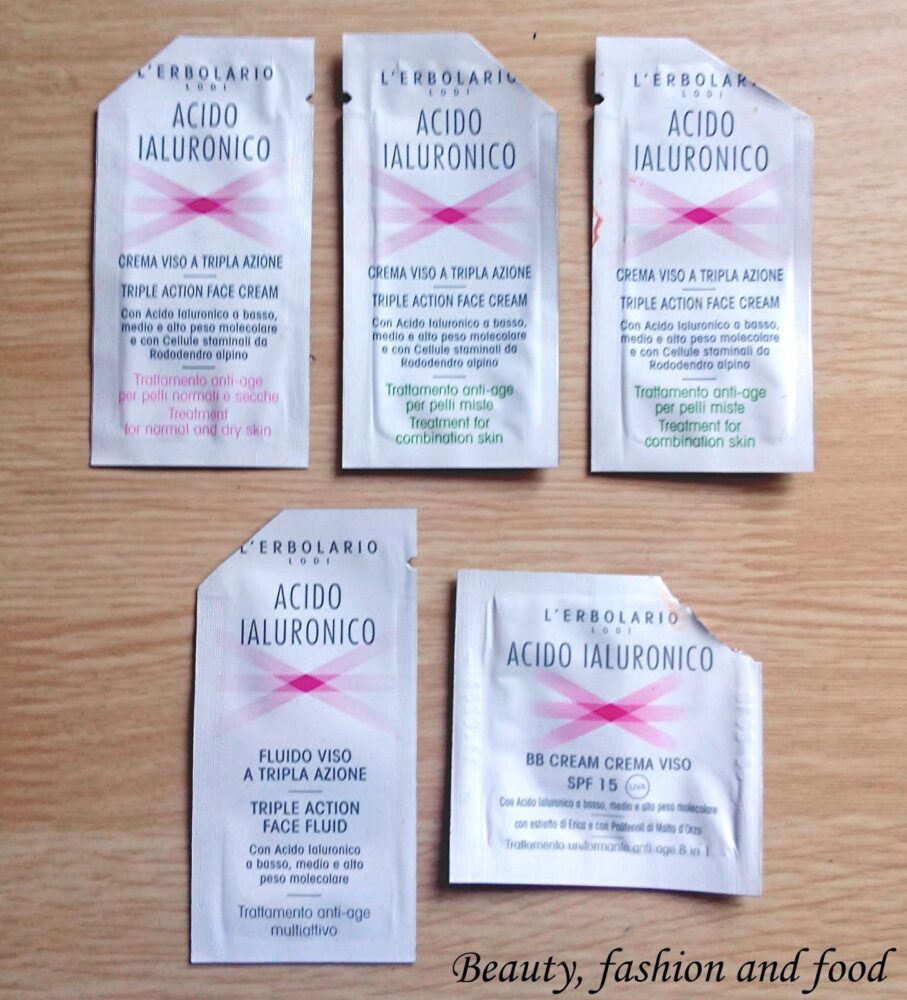 L'ERBOLARIO
LODI
ACIDO
IALURONICO
CREMA VISO A TRIPLA AZIONE
TRIPLE ACTION FACE CREAM
Con Acido Ialuronico a basso,
medio e alto peso molecolare
e con Cellule staminali da
Rododendro alpino
Trattamento anti-age
per pelli normali e secche
Treatment
for normal and dry skin
L'ERBOLARIO
LODI
ACIDO
IALURONICO
CREMA VISO A TRIPLA AZIONE
TRIPLE ACTION FACE CREAM
Con Acido Ialuronico a basso,
medio e alto peso molecolare
e con Cellule staminali da
Rododendro alpino
Trattamento anti-age
per pelli miste
Treatment for
combination skin
L'ERBOLAR
LODI
ACIDO
IALURONICO
CREMA VISO A TRIPLA AZIONE
TRIPLE ACTION FACE CREAM
Con Acido Ialuronico a basso,
medio e alto peso molecolare
e con Cellule staminali da
Rododendro alpino
Trattamento anti-age
per pelli miste
Treatment for
combination skin
L'ERBOLARIO
LODI
ACIDO
IALURONICO
FLUIDO VISO
A TRIPLA AZIONE
TRIPLE ACTION
FACE FLUID
Con Acido Ialuronico
a basso, medio e alto
peso molecolare
Trattamento anti-age
multiattivo
L'ERBOLARIO
LODI
ACIDO IALURONICO
BB CREAM CREMA VISO
SPF 15 UVA
Con Acido Ialuronico a basso, medio e alto peso molecolare
con estratto di Erica e con Polifenoli di Malto d'Orzo
Trattamento uniformante anti-age 8 in 1
Beauty, fashion and food